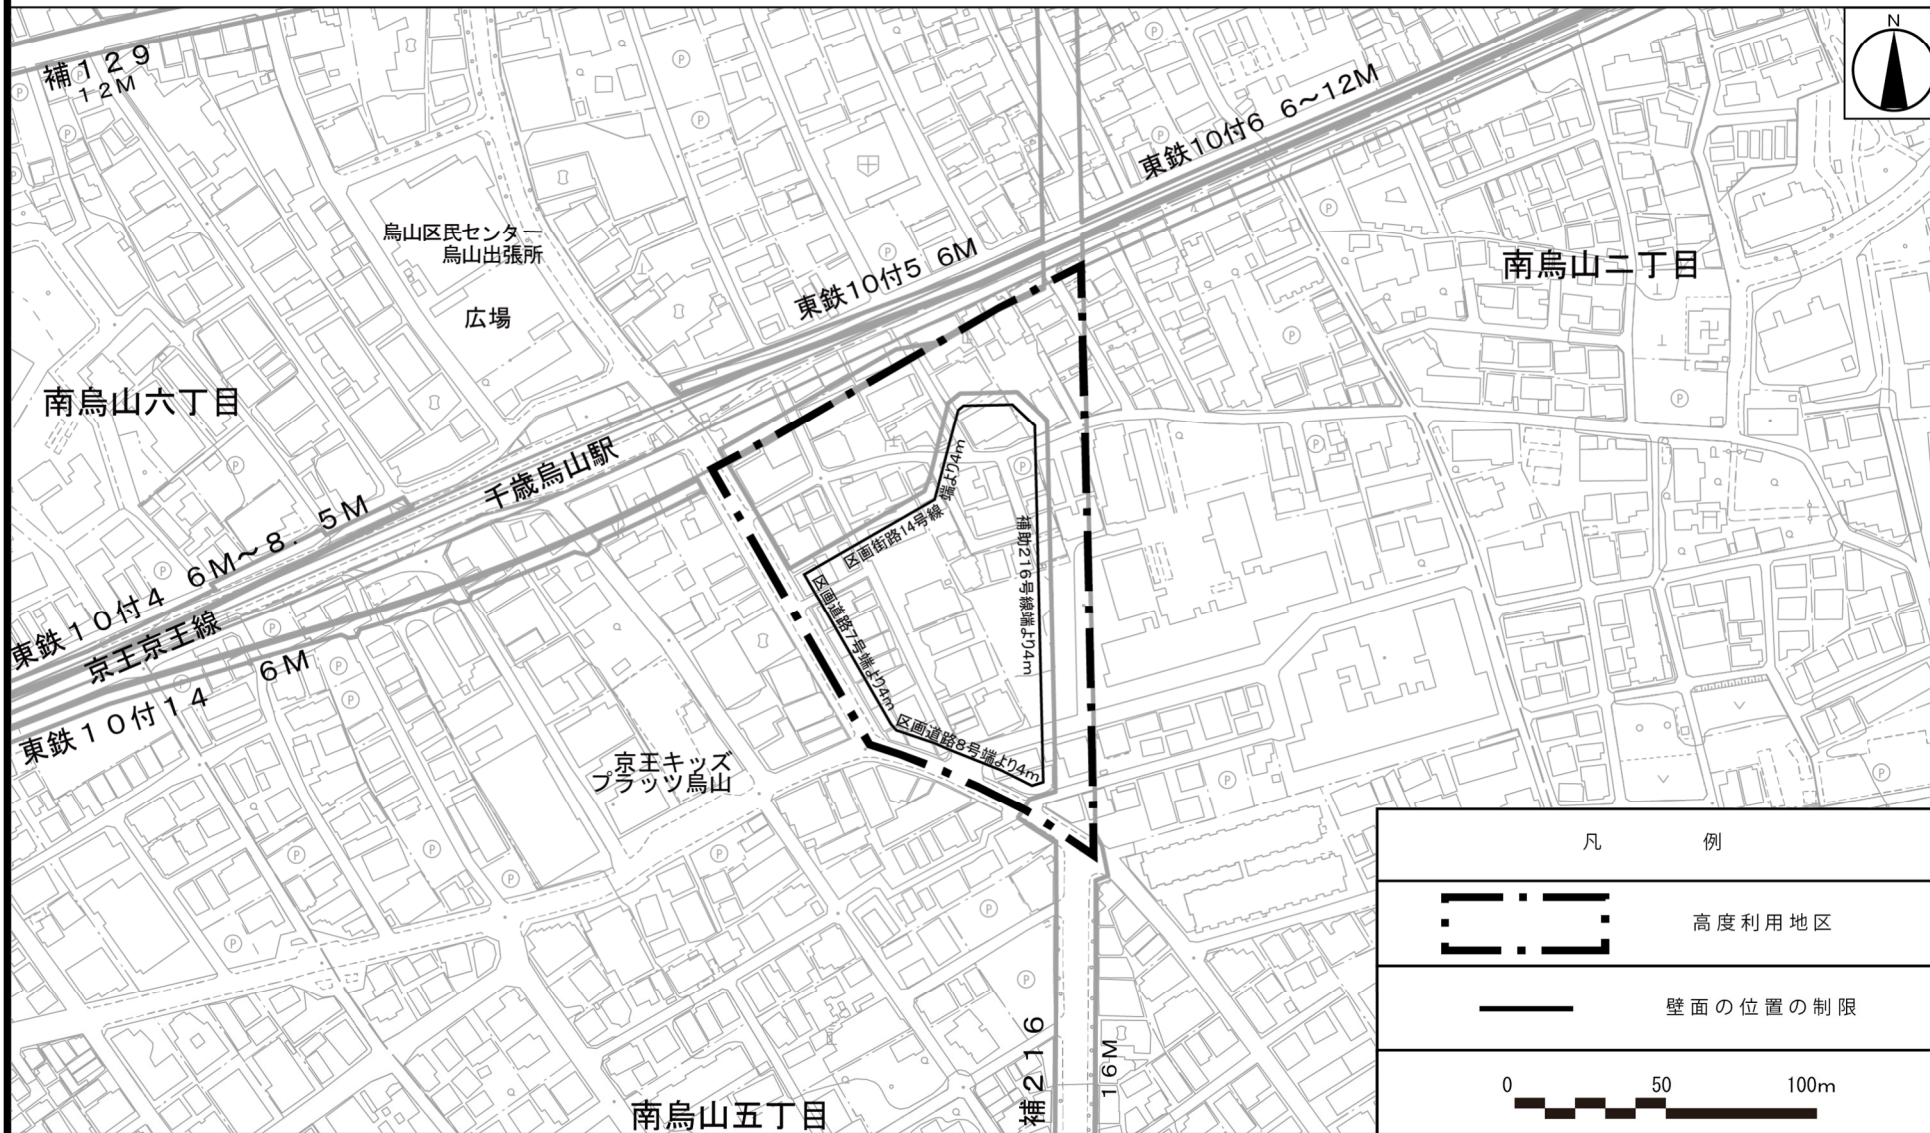 補129
12M
N
東鉄10付6 6~12M
烏山区民センター
烏山出張所
広場
東鉄10付5 6M
南烏山二丁目
南烏山六丁目
千歳烏山駅
東鉄10付4 6M~8.5M
京王京王線
東鉄10付14 6M
区画街路14号線
端より4m
補助216号線端より4m
区画道路7号端より4m
区画道路8号端より4m
京王キッズ
プラッツ烏山
南烏山五丁目
補216
16M
凡例
高度利用地区
壁面の位置の制限
0 50 100m